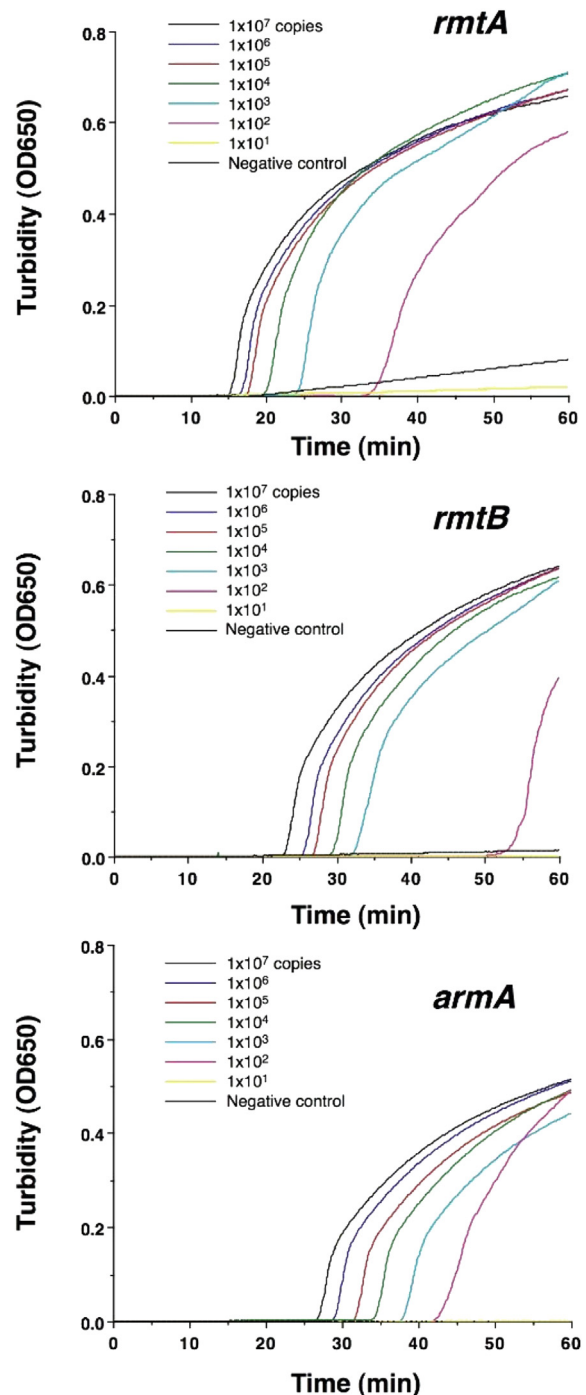 rmtA
1x10⁷ copies
1x10⁶
1x10⁵
1x10⁴
1x10³
1x10²
1x10¹
Negative control
Turbidity (OD650)
0.8
0.6
0.4
0.2
0.0
0 10 20 30 40 50 60
Time (min)
rmtB
1x10⁷ copies
1x10⁶
1x10⁵
1x10⁴
1x10³
1x10²
1x10¹
Negative control
Turbidity (OD650)
0.8
0.6
0.4
0.2
0.0
0 10 20 30 40 50 60
Time (min)
armA
1x10⁷ copies
1x10⁶
1x10⁵
1x10⁴
1x10³
1x10²
1x10¹
Negative control
Turbidity (OD650)
0.8
0.6
0.4
0.2
0.0
0 10 20 30 40 50 60
Time (min)